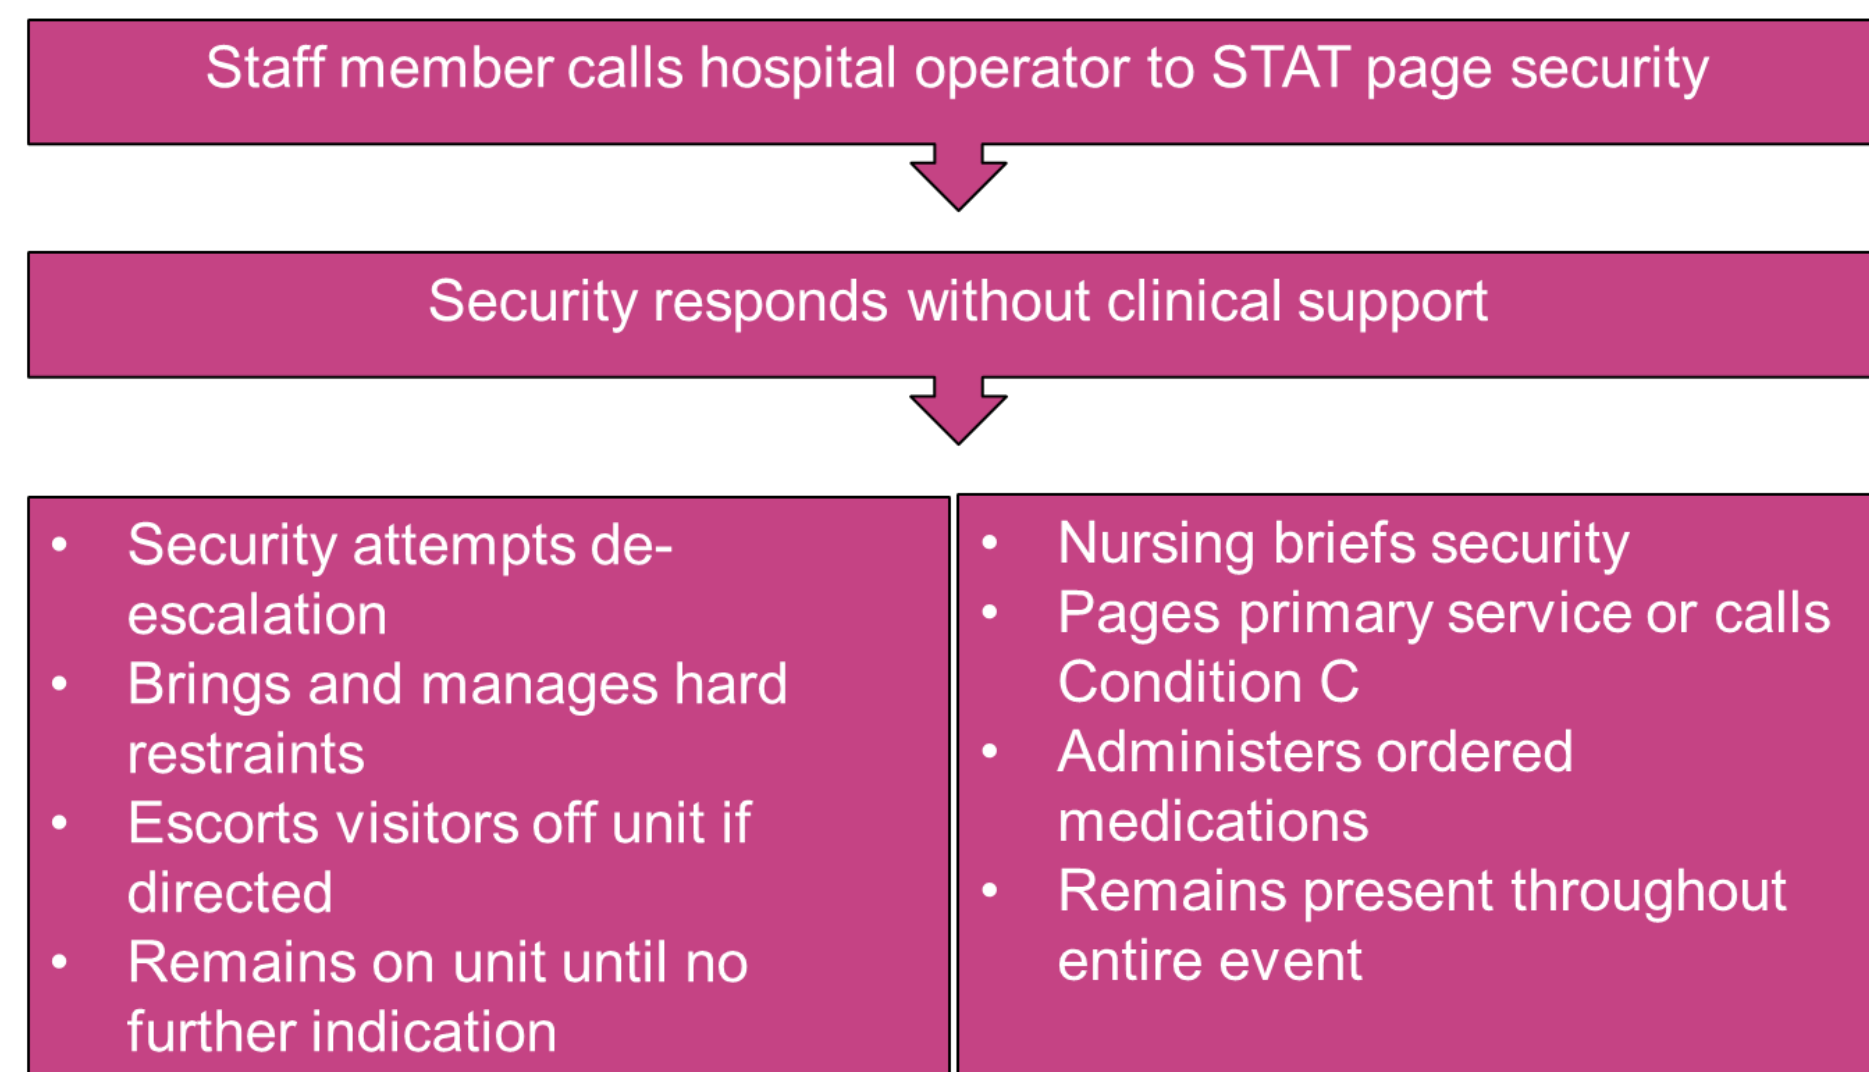 Staff member calls hospital operator to STAT page security
Security responds without clinical support
• Security attempts de-
escalation
• Brings and manages hard
restraints
• Escorts visitors off unit if
directed
• Remains on unit until no
further indication
• Nursing briefs security
• Pages primary service or calls
Condition C
• Administers ordered
medications
• Remains present throughout
entire event